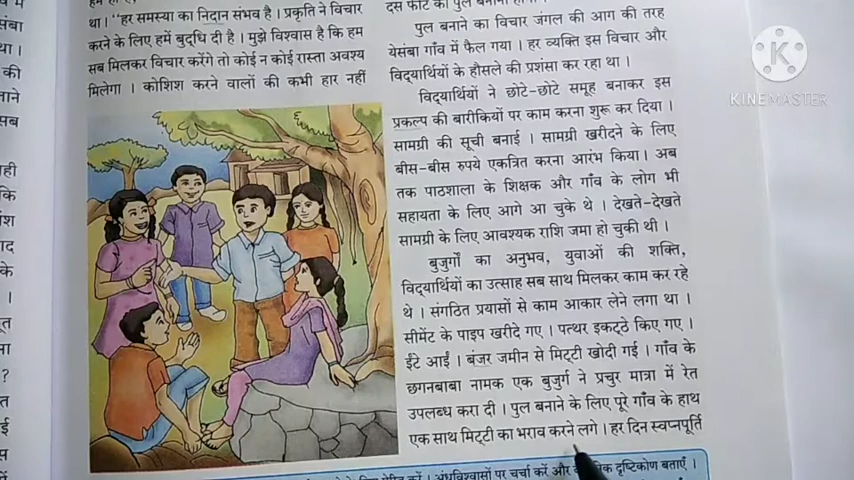 था। "हर समस्या का निदान संभव है। प्रकृति ने विचार
करने के लिए हमें बुद्धि दी है। मुझे विश्वास है कि हम
सब मिलकर विचार करेंगे तो कोई न कोई रास्ता अवश्य
मिलेगा। कोशिश करने वालों की कभी हार नहीं
पुल बनाने का विचार जंगल की आग की तरह
येसंबा गाँव में फैल गया। हर व्यक्ति इस विचार और
विद्यार्थियों के हौसले की प्रशंसा कर रहा था।
विद्यार्थियों ने छोटे-छोटे समूह बनाकर इस
प्रकल्प की बारीकियों पर काम करना शुरू कर दिया।
सामग्री की सूची बनाई। सामग्री खरीदने के लिए
बीस-बीस रुपये एकत्रित करना आरंभ किया। अब
तक पाठशाला के शिक्षक और गाँव के लोग भी
सहायता के लिए आगे आ चुके थे। देखते-देखते
सामग्री के लिए आवश्यक राशि जमा हो चुकी थी।
बुजुर्गों का अनुभव, युवाओं की शक्ति,
विद्यार्थियों का उत्साह सब साथ मिलकर काम कर रहे
थे। संगठित प्रयासों से काम आकार लेने लगा था।
सीमेंट के पाइप खरीदे गए। पत्थर इकट्ठे किए गए।
ईंटे आईं। बंजर जमीन से मिट्टी खोदी गई। गाँव के
छगनबाबा नामक एक बुजुर्ग ने प्रचुर मात्रा में रेत
उपलब्ध करा दी। पुल बनाने के लिए पूरे गाँव के हाथ
एक साथ मिट्टी का भराव करने लगे। हर दिन स्वप्नपूर्ति
अंधविश्वासों पर चर्चा करें और दृष्टिकोण बताएँ।
KINEMASTER